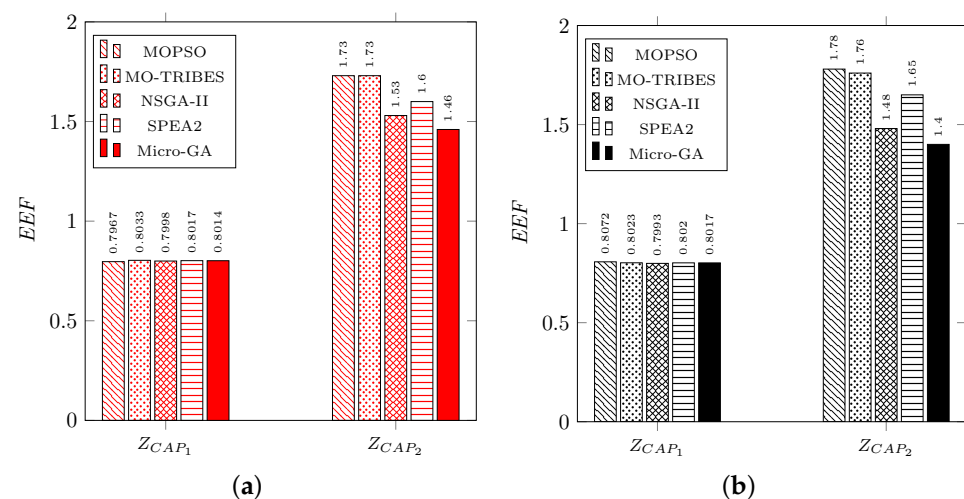 2
1.5
1
0.5
0
EEF
MOPSO
MO-TRIBES
NSGA-II
SPEA2
Micro-GA
0.7967
0.8033
0.7998
0.8017
0.8014
1.73
1.73
1.53
1.6
1.46
Z_{CAP_1}
Z_{CAP_2}
(a)
2
1.5
1
0.5
0
EEF
MOPSO
MO-TRIBES
NSGA-II
SPEA2
Micro-GA
0.8072
0.8023
0.7993
0.802
0.8017
1.78
1.76
1.48
1.65
1.4
Z_{CAP_1}
Z_{CAP_2}
(b)